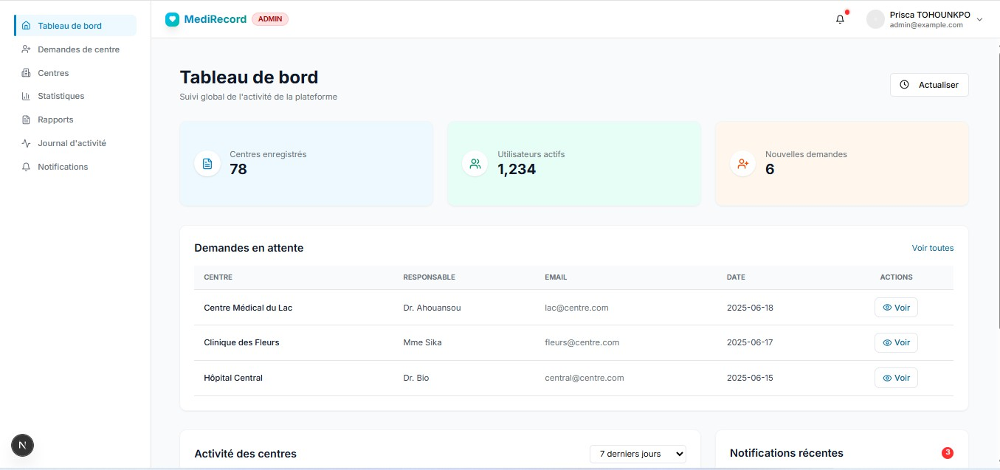 Tableau de bord
Demandes de centre
Centres
Statistiques
Rapports
Journal d'activité
Notifications
N
MediRecord ADMIN
Prisca TOHOUNKPO
admin@example.com
Tableau de bord
Suivi global de l'activité de la plateforme
Actualiser
Centres enregistrés
78
Utilisateurs actifs
1,234
Nouvelles demandes
6
Demandes en attente Voir toutes
CENTRE RESPONSABLE EMAIL DATE ACTIONS
Centre Médical du Lac Dr. Ahouansou lac@centre.com 2025-06-18 Voir
Clinique des Fleurs Mme Sika fleurs@centre.com 2025-06-17 Voir
Hôpital Central Dr. Bio central@centre.com 2025-06-15 Voir
Activité des centres 7 derniers jours
Notifications récentes 3